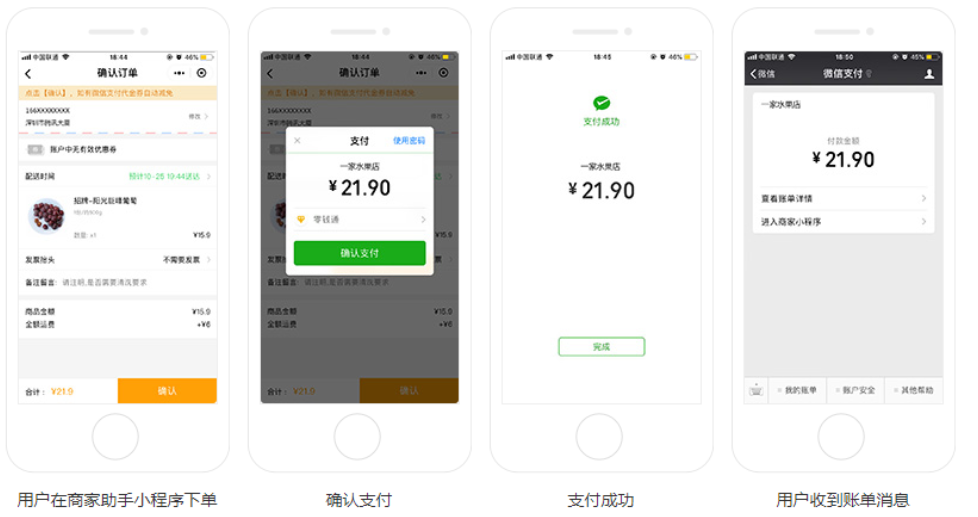 中国联通
18:44
46%
确认订单
点击【确认】,如有微信支付代金券自动减免
166XXXXXXXX
深圳市腾讯大厦
修改 >
账户中无有效优惠券
配送时间
预计10-25 19:44送达 >
招牌-阳光巨峰葡萄
数量: x1
¥15.9
发票抬头
不需要发票 >
备注留言: 请注明,是否需要清洗要求
商品金额
¥15.9
全额运费
+¥6
合计: ¥21.9
确认
用户在商家助手小程序下单
中国联通
18:44
46%
确认订单
点击【确认】,如有微信支付代金券自动减免
166XXXXXXXX
深圳市腾讯大厦
修改 >
支付
使用密码
一家水果店
¥ 21.90
零钱通
确认支付
备注留言: 请注明,是否需要清洗要求
商品金额
¥15.9
全额运费
+¥6
合计: ¥21.9
确认
确认支付
中国联通
18:45
46%
支付成功
一家水果店
¥ 21.90
完成
支付成功
中国联通
18:50
45%
微信
微信支付
一家水果店
付款金额
¥ 21.90
查看账单详情
进入商家小程序
我的账单
账户安全
其他帮助
用户收到账单消息